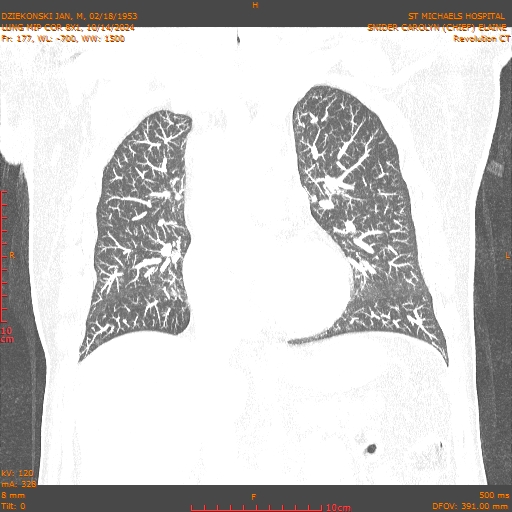 H
DZIEKONSKI JAN, M, 02/18/1953
LUNG MIP COR 8X1, 10/14/2024
Fr: 177, WL: -700, WW: 1500
ST MICHAELS HOSPITAL
SNIDER CAROLYN (CHIEF) ELAINE
Revolution CT
R
L
10
cm
kV: 120
mA: 328
8 mm
Tilt: 0
F
10cm
500 ms
DFOV: 391.00 mm